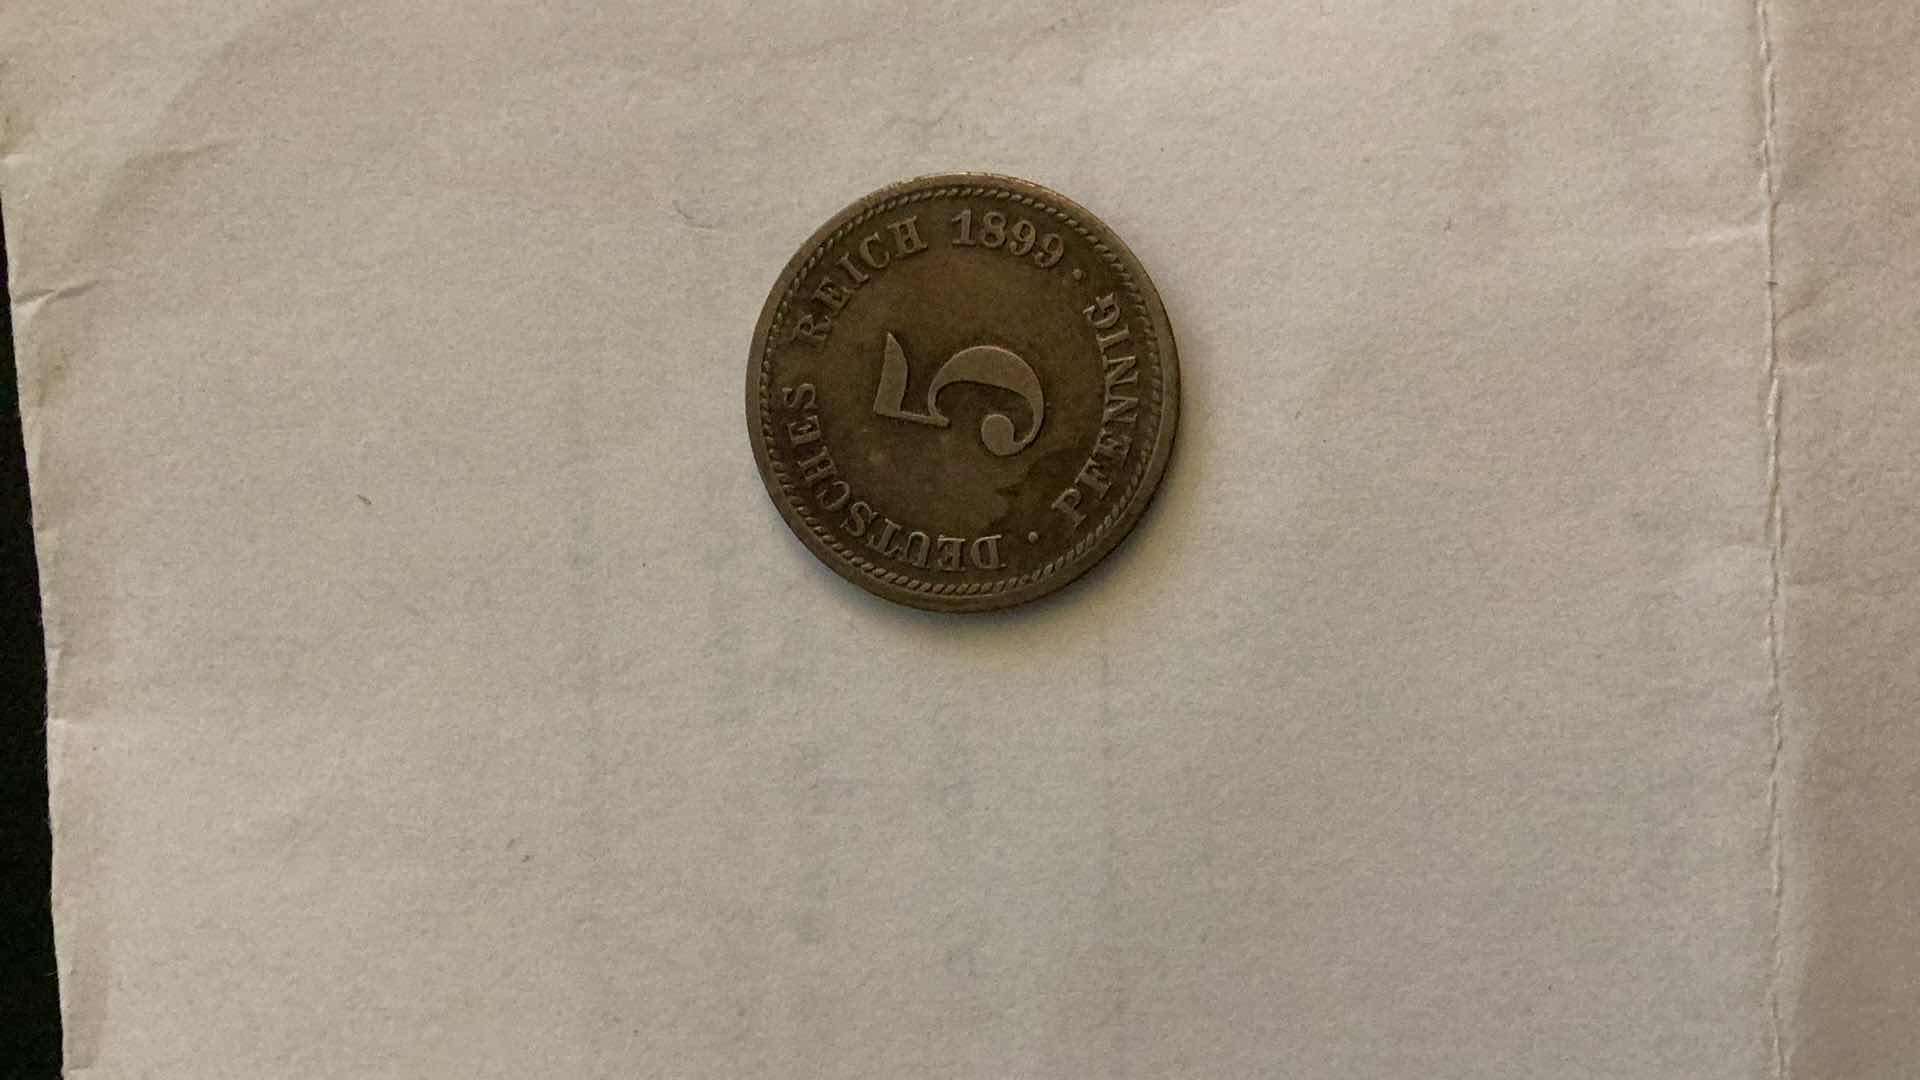 DEUTSCHES REICH 1899 ·
5
PFENNIG ·